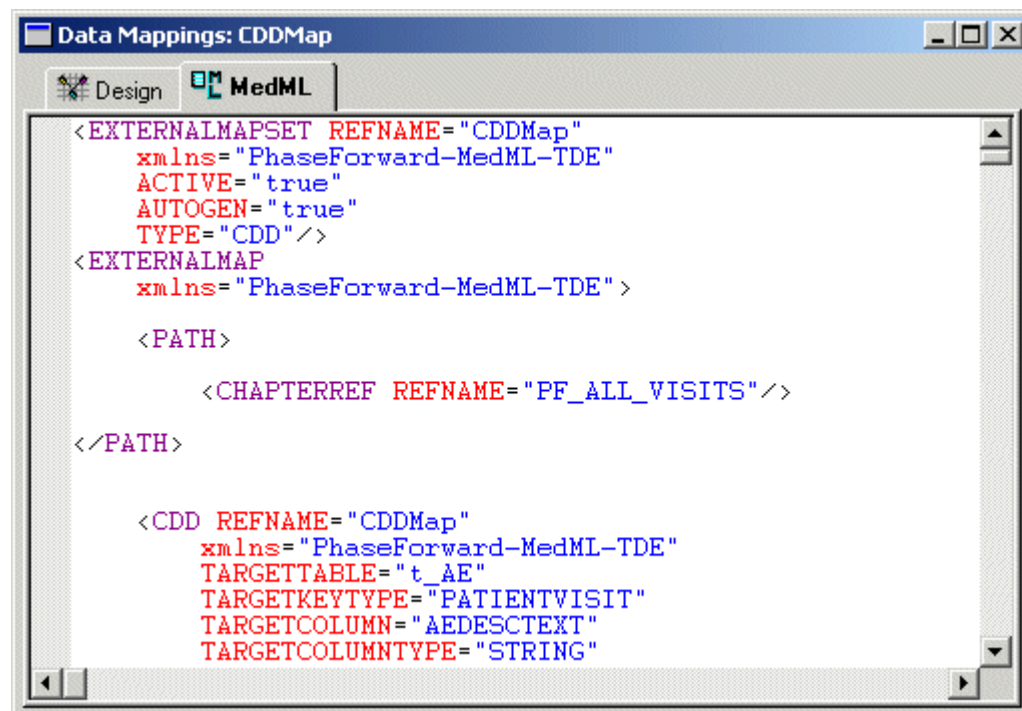 Data Mappings: CDDMap
Design MedML
<EXTERNALMAPSET REFNAME="CDDMap"
xmlns="PhaseForward-MedML-TDE"
ACTIVE="true"
AUTOGEN="true"
TYPE="CDD"/>
<EXTERNALMAP
xmlns="PhaseForward-MedML-TDE">
<PATH>
<CHAPTERREF REFNAME="PF_ALL_VISITS"/>
</PATH>
<CDD REFNAME="CDDMap"
xmlns="PhaseForward-MedML-TDE"
TARGETTABLE="t_AE"
TARGETKEYTYPE="PATIENTVISIT"
TARGETCOLUMN="AEDESCTEXT"
TARGETCOLUMNTYPE="STRING"